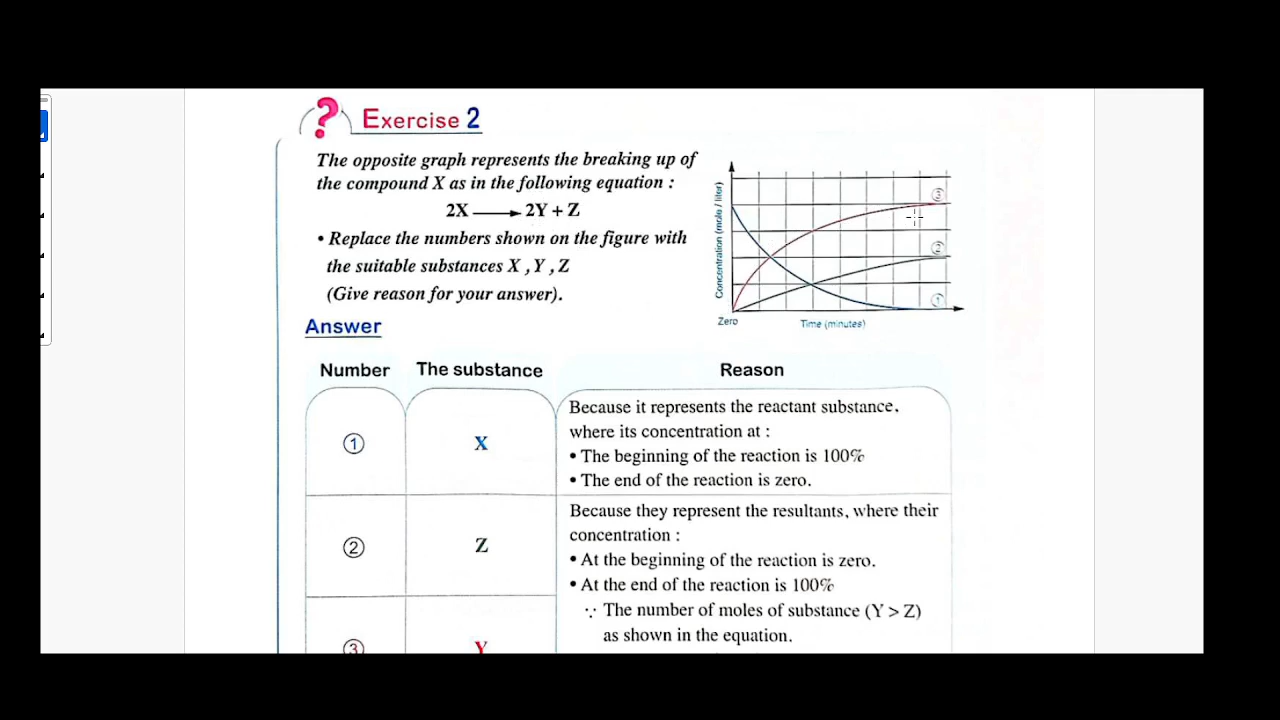 ? Exercise 2
The opposite graph represents the breaking up of
the compound X as in the following equation :
2X ⟶ 2Y + Z
• Replace the numbers shown on the figure with
the suitable substances X , Y , Z
(Give reason for your answer).
Concentration (mole / liter)
③
②
①
Zero
Time (minutes)
Answer
Number The substance Reason
① X
Because it represents the reactant substance,
where its concentration at :
• The beginning of the reaction is 100%
• The end of the reaction is zero.
② Z
Because they represent the resultants, where their
concentration :
• At the beginning of the reaction is zero.
• At the end of the reaction is 100%
∵ The number of moles of substance (Y > Z)
as shown in the equation.
③ Y